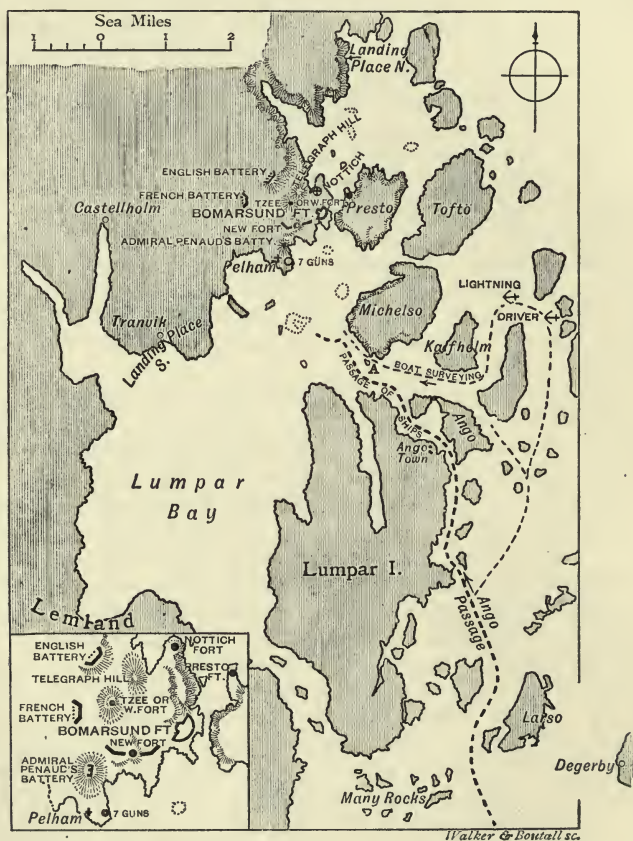 Sea Miles
1 0 1 2
Landing
Place N.
TELEGRAPH HILL
ENGLISH BATTERY
NOTTICH
FRENCH BATTERY
TZEE OR W. FORT
Castellholm
BOMARSUND FT.
Presto
Tofto
NEW FORT
ADMIRAL PENAUD'S BATTY.
Pelham
7 GUNS
LIGHTNING
Michelso
DRIVER
Tranvik
Landing Place
S.
Kalfholm
A
BOAT SURVEYING
PASSAGE OF SHIPS
Ango
Ango
Town
Lumpar
Bay
Lumpar I.
Ango
Passage
Lemland
Larso
Degerby
Many Rocks
ENGLISH
BATTERY
NOTTICH
FORT
PRESTO
FT.
TELEGRAPH HILL
TZEE OR
W. FORT
FRENCH
BATTERY
BOMARSUND FT.
NEW FORT
ADMIRAL
PENAUD'S
BATTERY
Pelham
7 GUNS
Walker & Boutall sc.